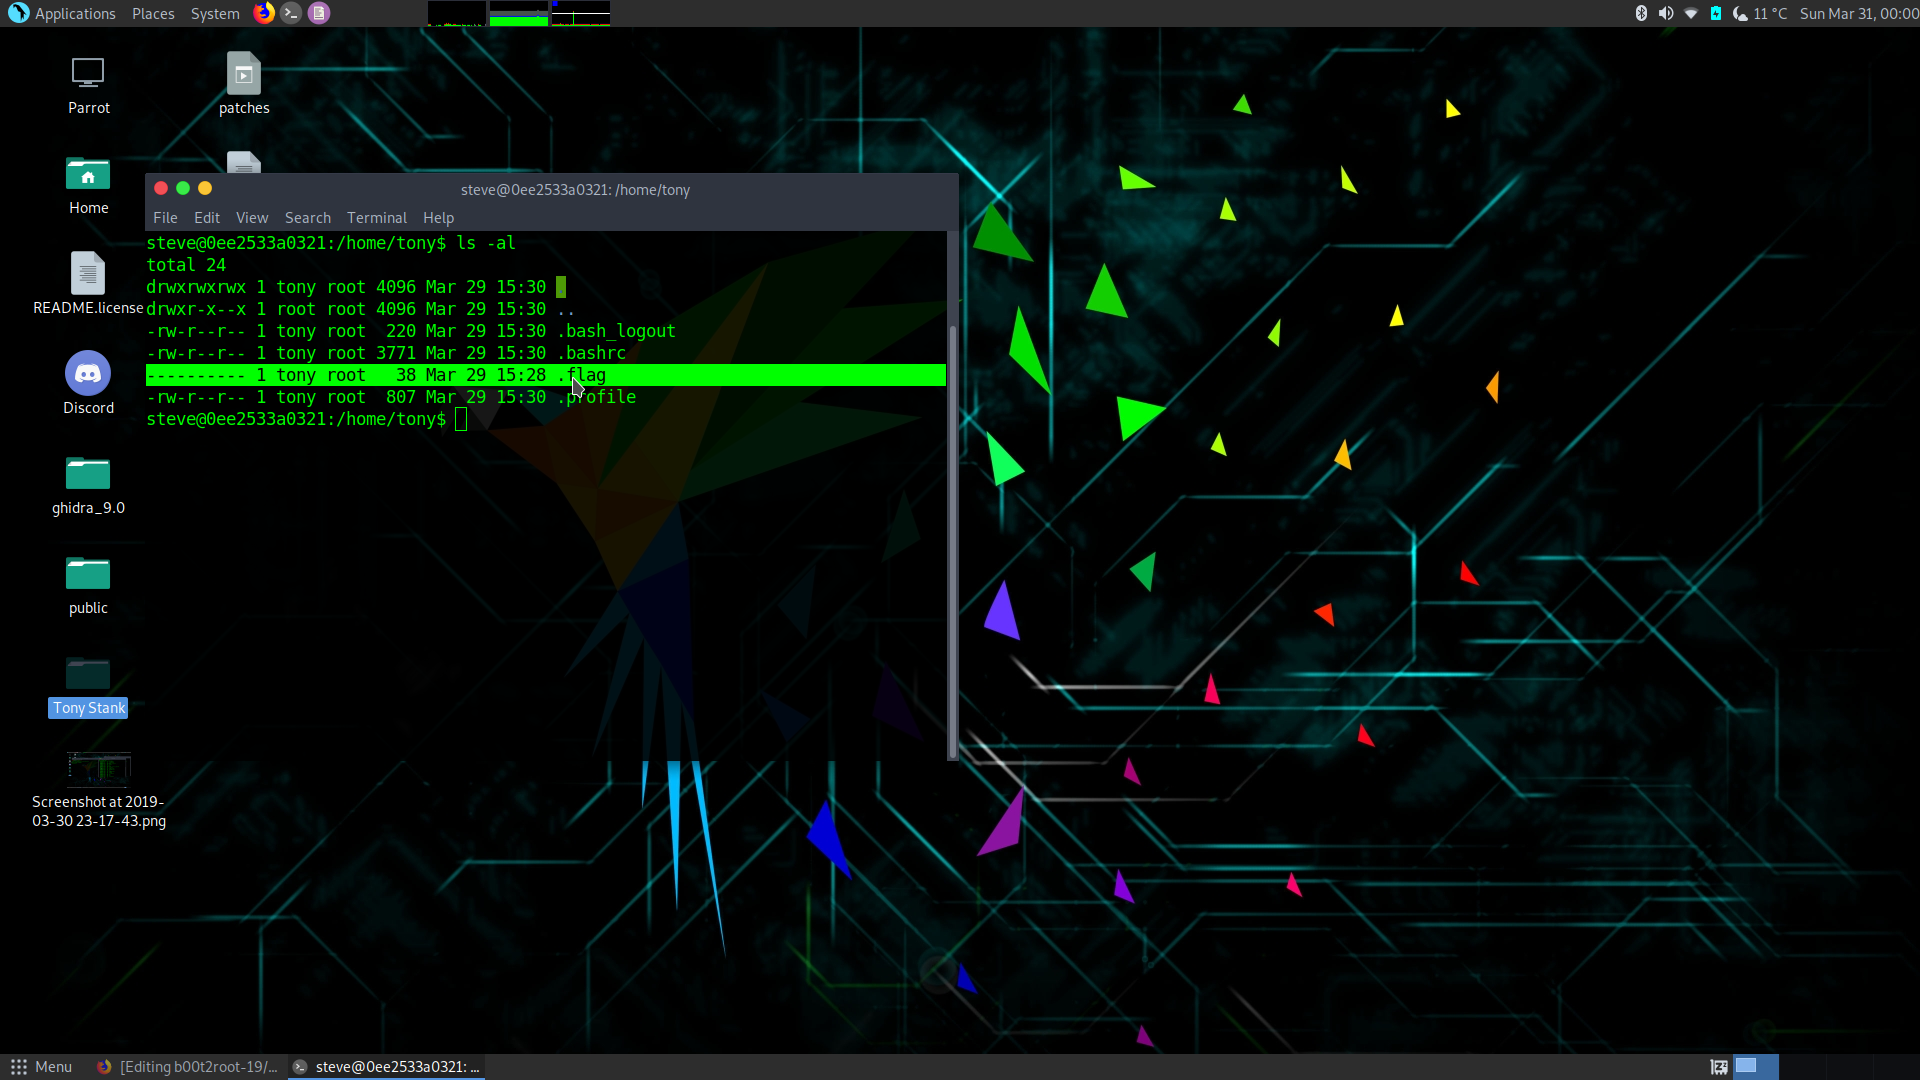 Applications Places System
11 °C Sun Mar 31, 00:00
Parrot
patches
Home
README.license
Discord
ghidra_9.0
public
Tony Stank
Screenshot at 2019-
03-30 23-17-43.png
steve@0ee2533a0321: /home/tony
File Edit View Search Terminal Help
steve@0ee2533a0321:/home/tony$ ls -al
total 24
drwxrwxrwx 1 tony root 4096 Mar 29 15:30 .
drwxr-x--x 1 root root 4096 Mar 29 15:30 ..
-rw-r--r-- 1 tony root 220 Mar 29 15:30 .bash_logout
-rw-r--r-- 1 tony root 3771 Mar 29 15:30 .bashrc
---------- 1 tony root 38 Mar 29 15:28 .flag
-rw-r--r-- 1 tony root 807 Mar 29 15:30 .profile
steve@0ee2533a0321:/home/tony$
Menu [Editing b00t2root-19/... steve@0ee2533a0321: ...